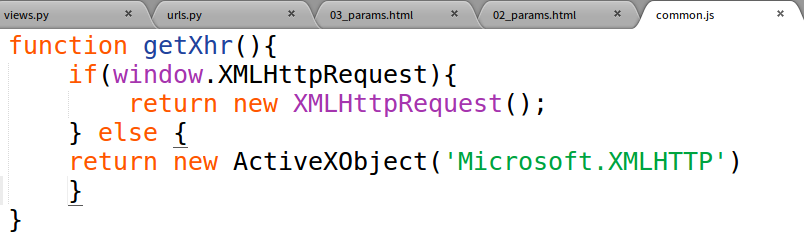 views.py × urls.py × 03_params.html × 02_params.html × common.js ×
function getXhr(){
    if(window.XMLHttpRequest){
        return new XMLHttpRequest();
    } else {
    return new ActiveXObject('Microsoft.XMLHTTP')
    }
}